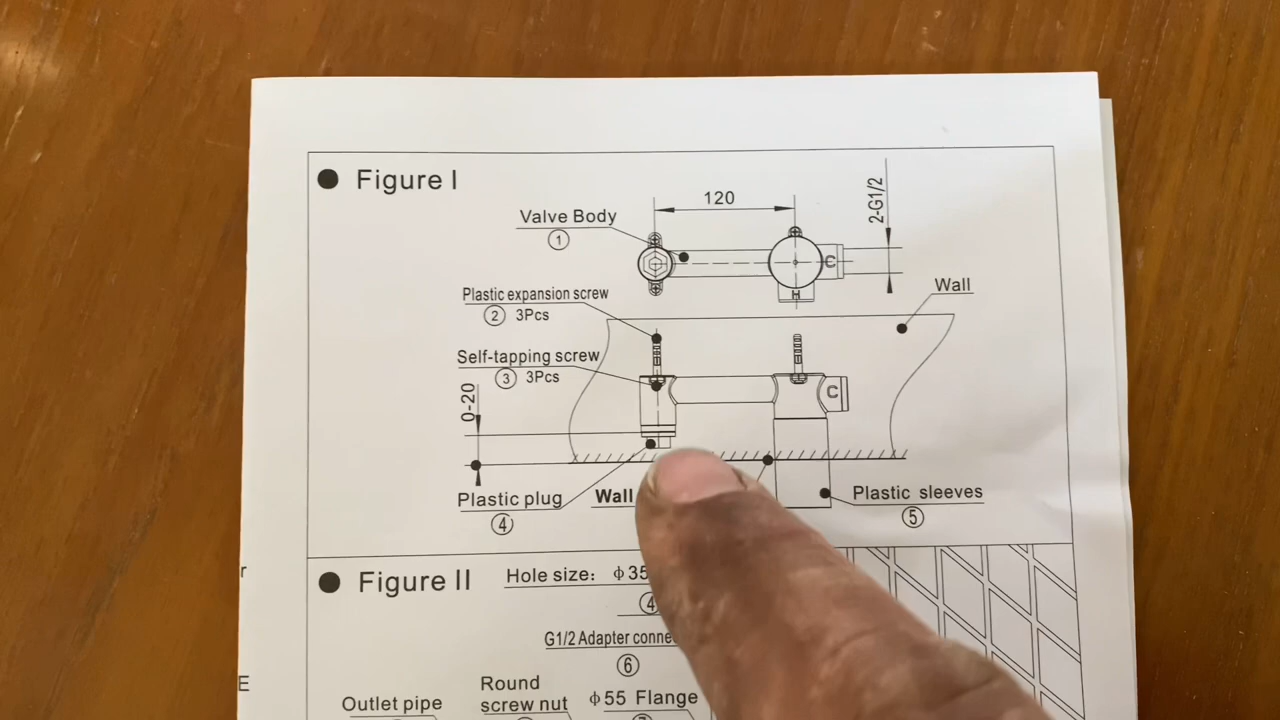 ● Figure I
120
2-G1/2
Valve Body
①
C
H
Wall
Plastic expansion screw
② 3Pcs
Self-tapping screw
③ 3Pcs
0-20
C
Plastic plug
④
Wall
Plastic sleeves
⑤
● Figure II
Hole size: ϕ35
④
G1/2 Adapter conne
⑥
Round
screw nut
Outlet pipe
ϕ55 Flange
r
E